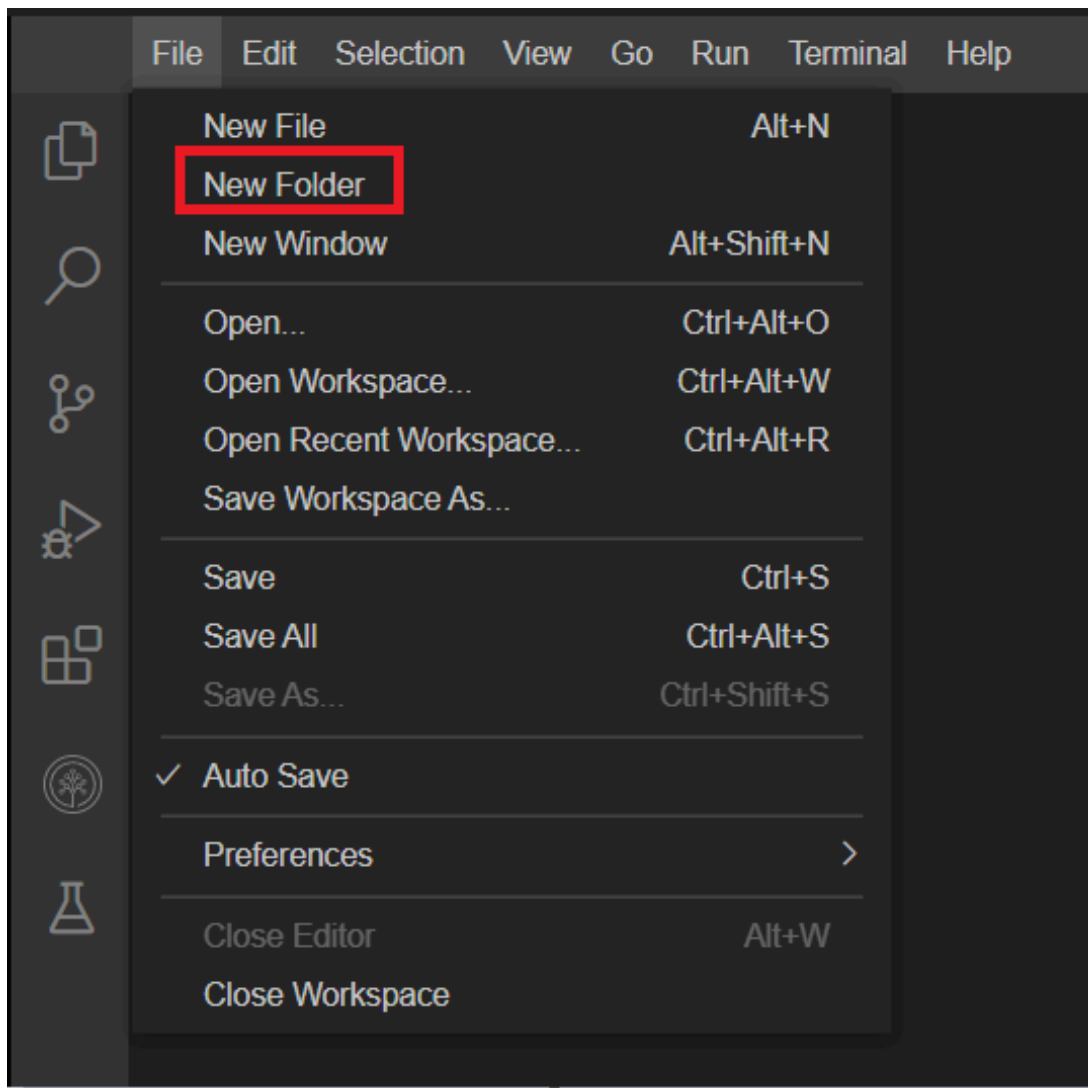 File Edit Selection View Go Run Terminal Help
New File Alt+N
New Folder
New Window Alt+Shift+N
Open... Ctrl+Alt+O
Open Workspace... Ctrl+Alt+W
Open Recent Workspace... Ctrl+Alt+R
Save Workspace As...
Save Ctrl+S
Save All Ctrl+Alt+S
Save As... Ctrl+Shift+S
Auto Save
Preferences
Close Editor Alt+W
Close Workspace